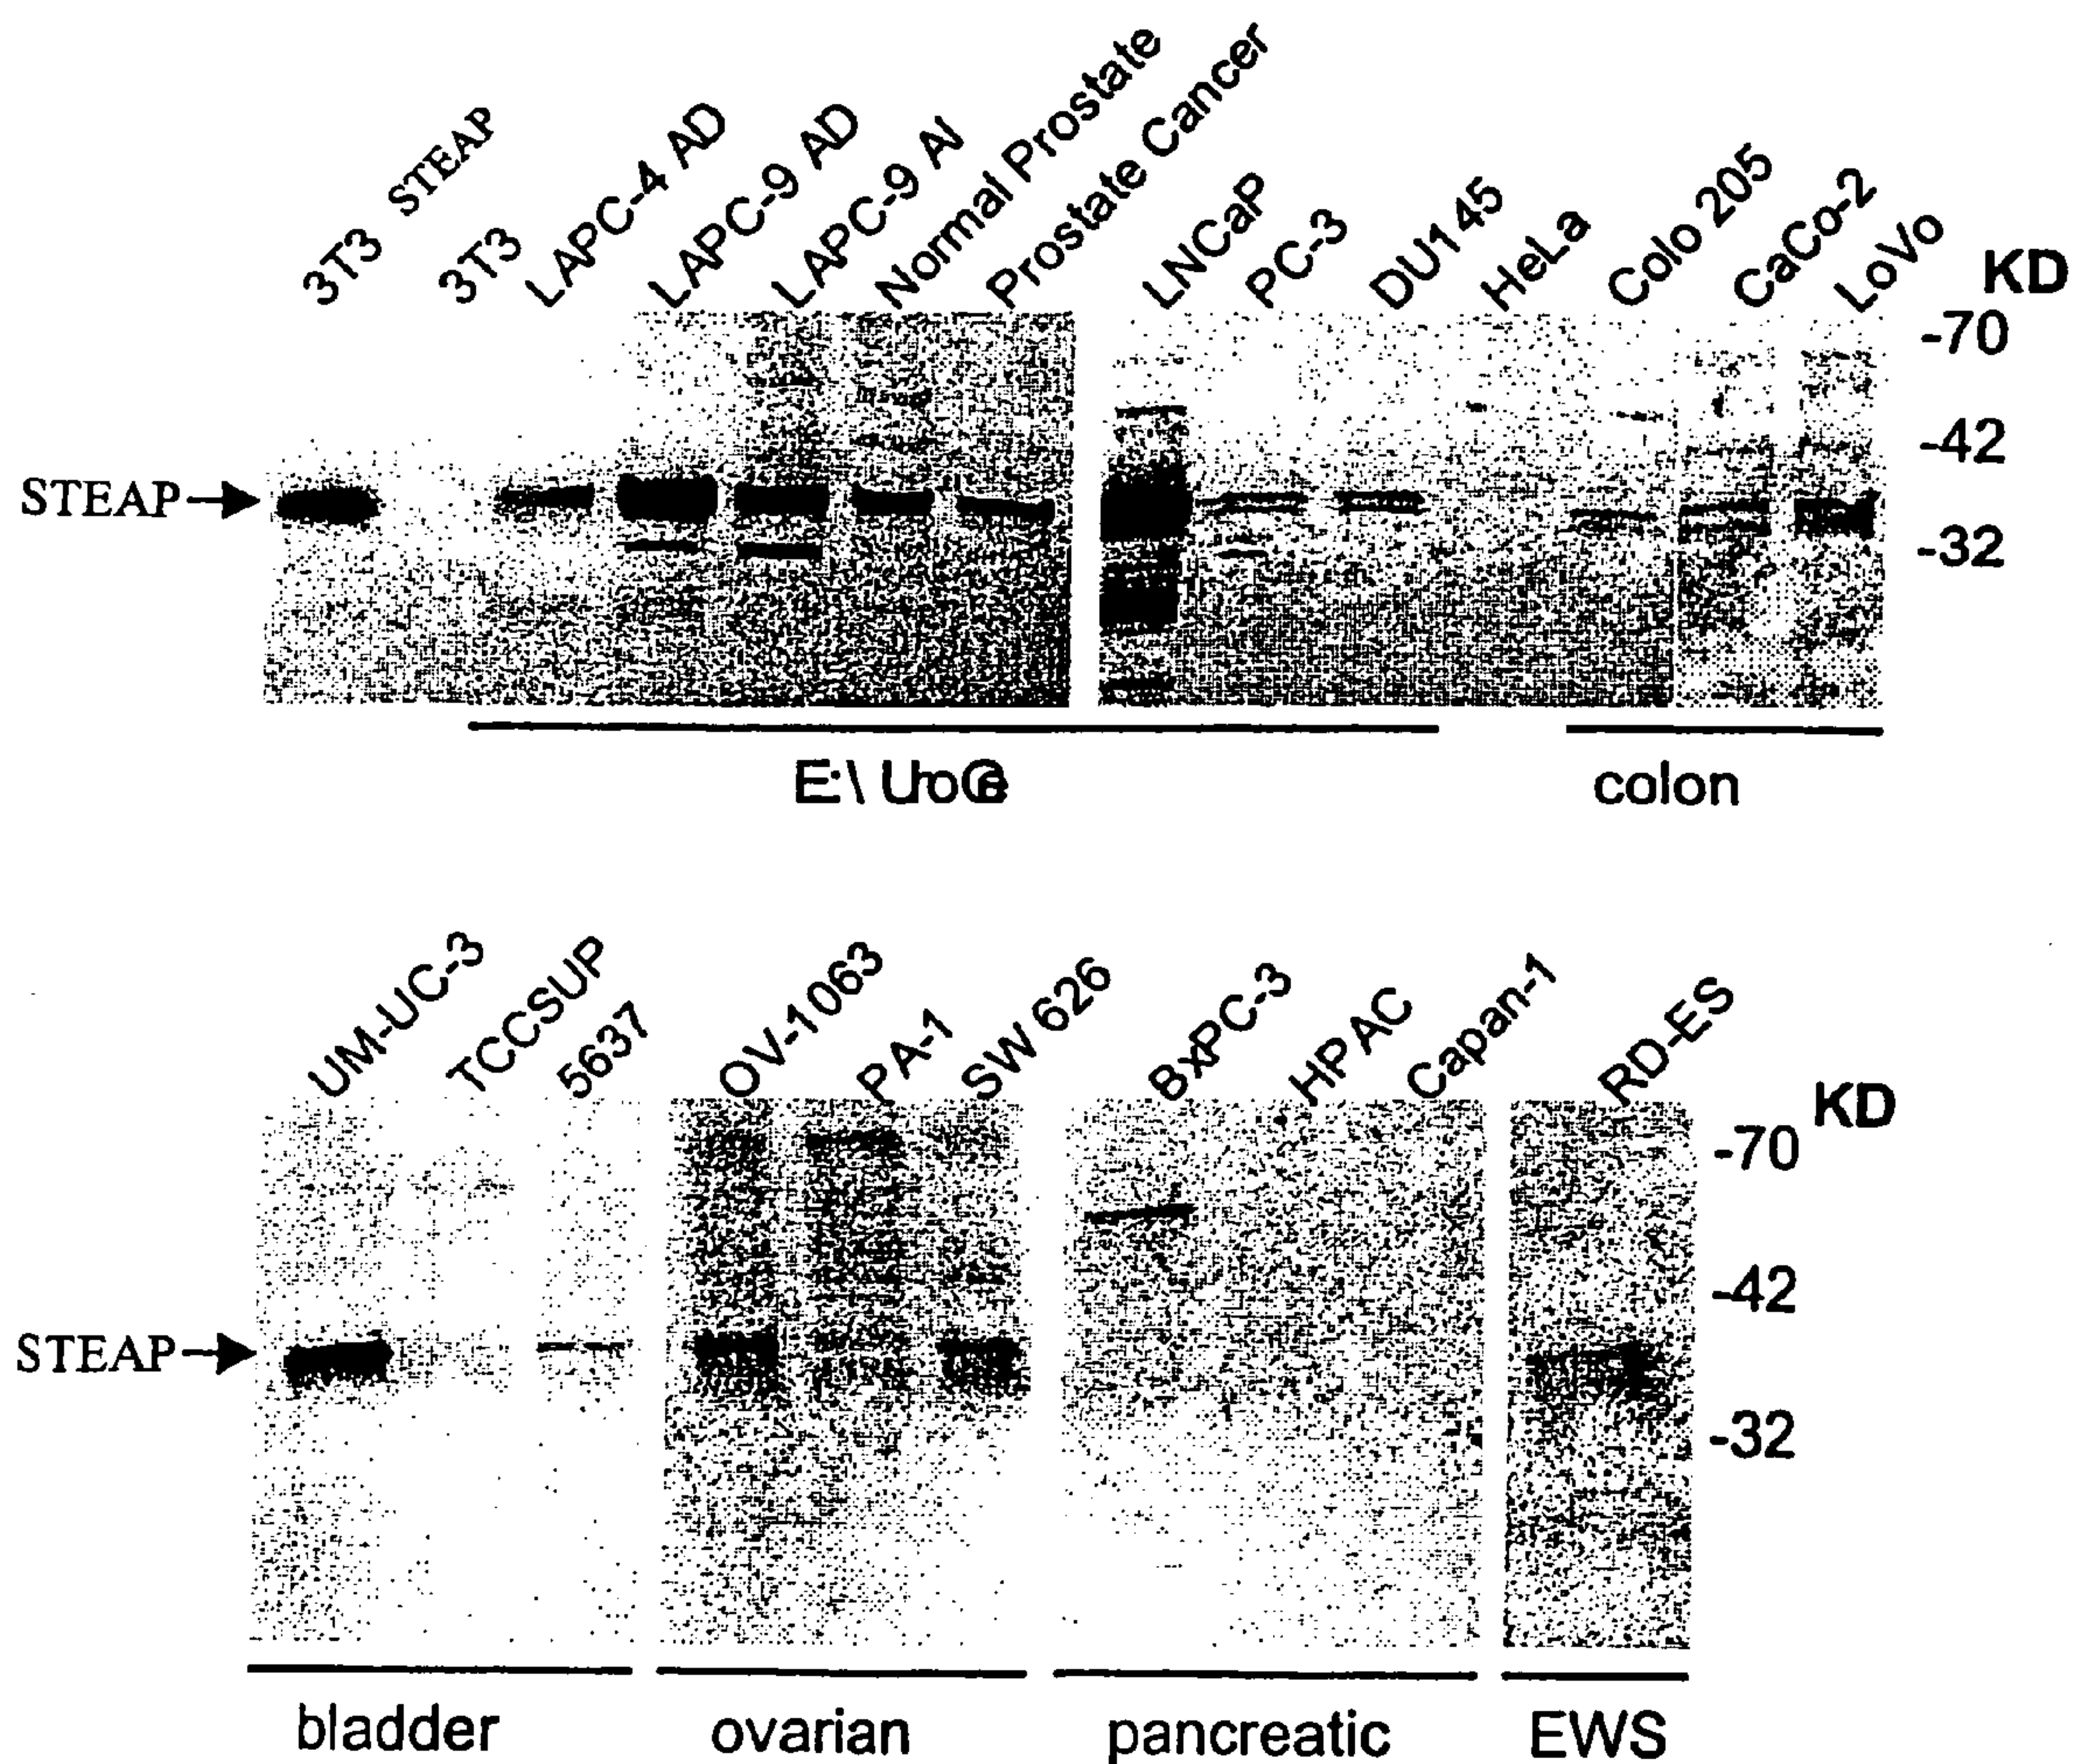 3T3 STEAP
3T3
LAPC-4 AD
LAPC-9 AD
LAPC-9 AI
Normal Prostate
Prostate Cancer
LNCaP
PC-3
DU145
HeLa
Colo 205
CaCo-2
LoVo
KD
-70
-42
STEAP
-32
E:\
colon
UM-UC-3
TCCSUP
5637
OV-1063
PA-1
SW 626
BxPC-3
HPAC
Capan-1
RD-ES
KD
-70
-42
STEAP
-32
bladder
ovarian
pancreatic
EWS